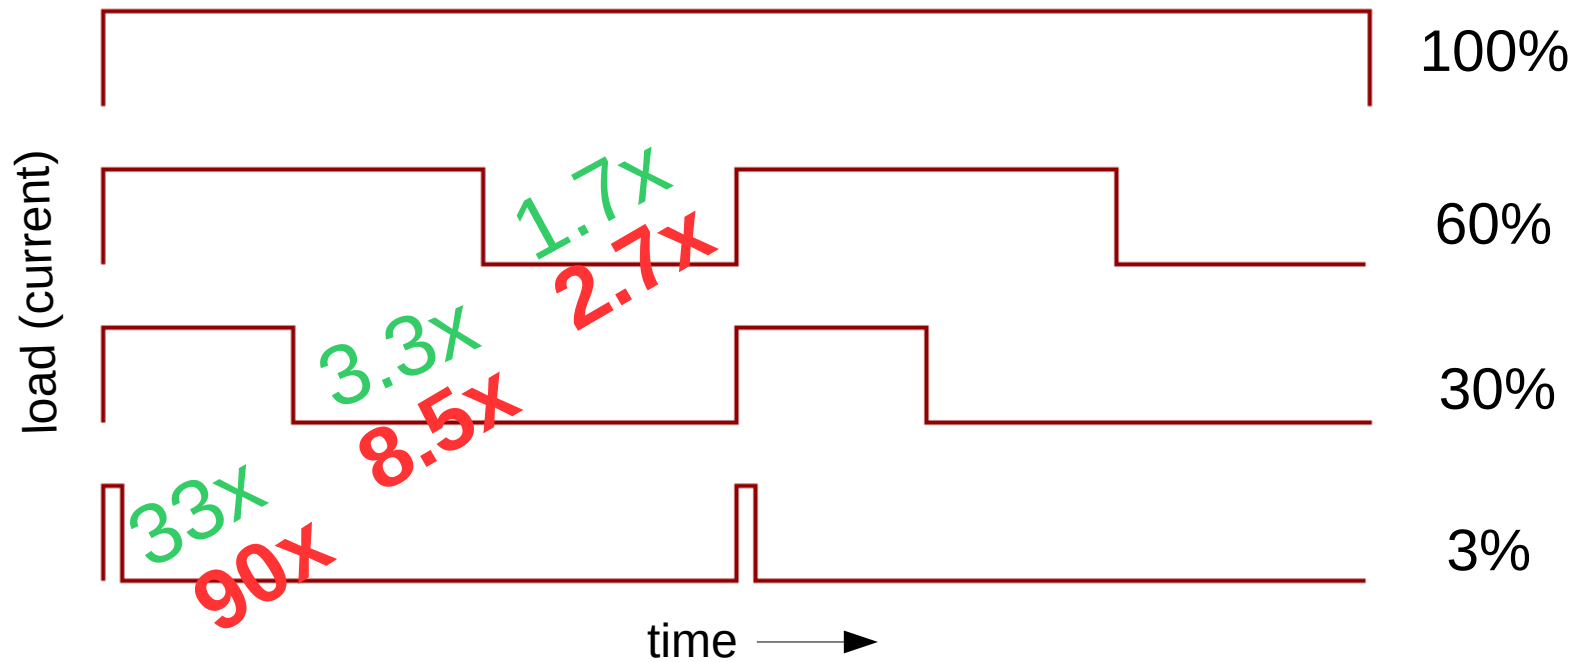 100%
load (current)
1.7x
2.7x
60%
3.3x
8.5x
30%
33x
90x
3%
time